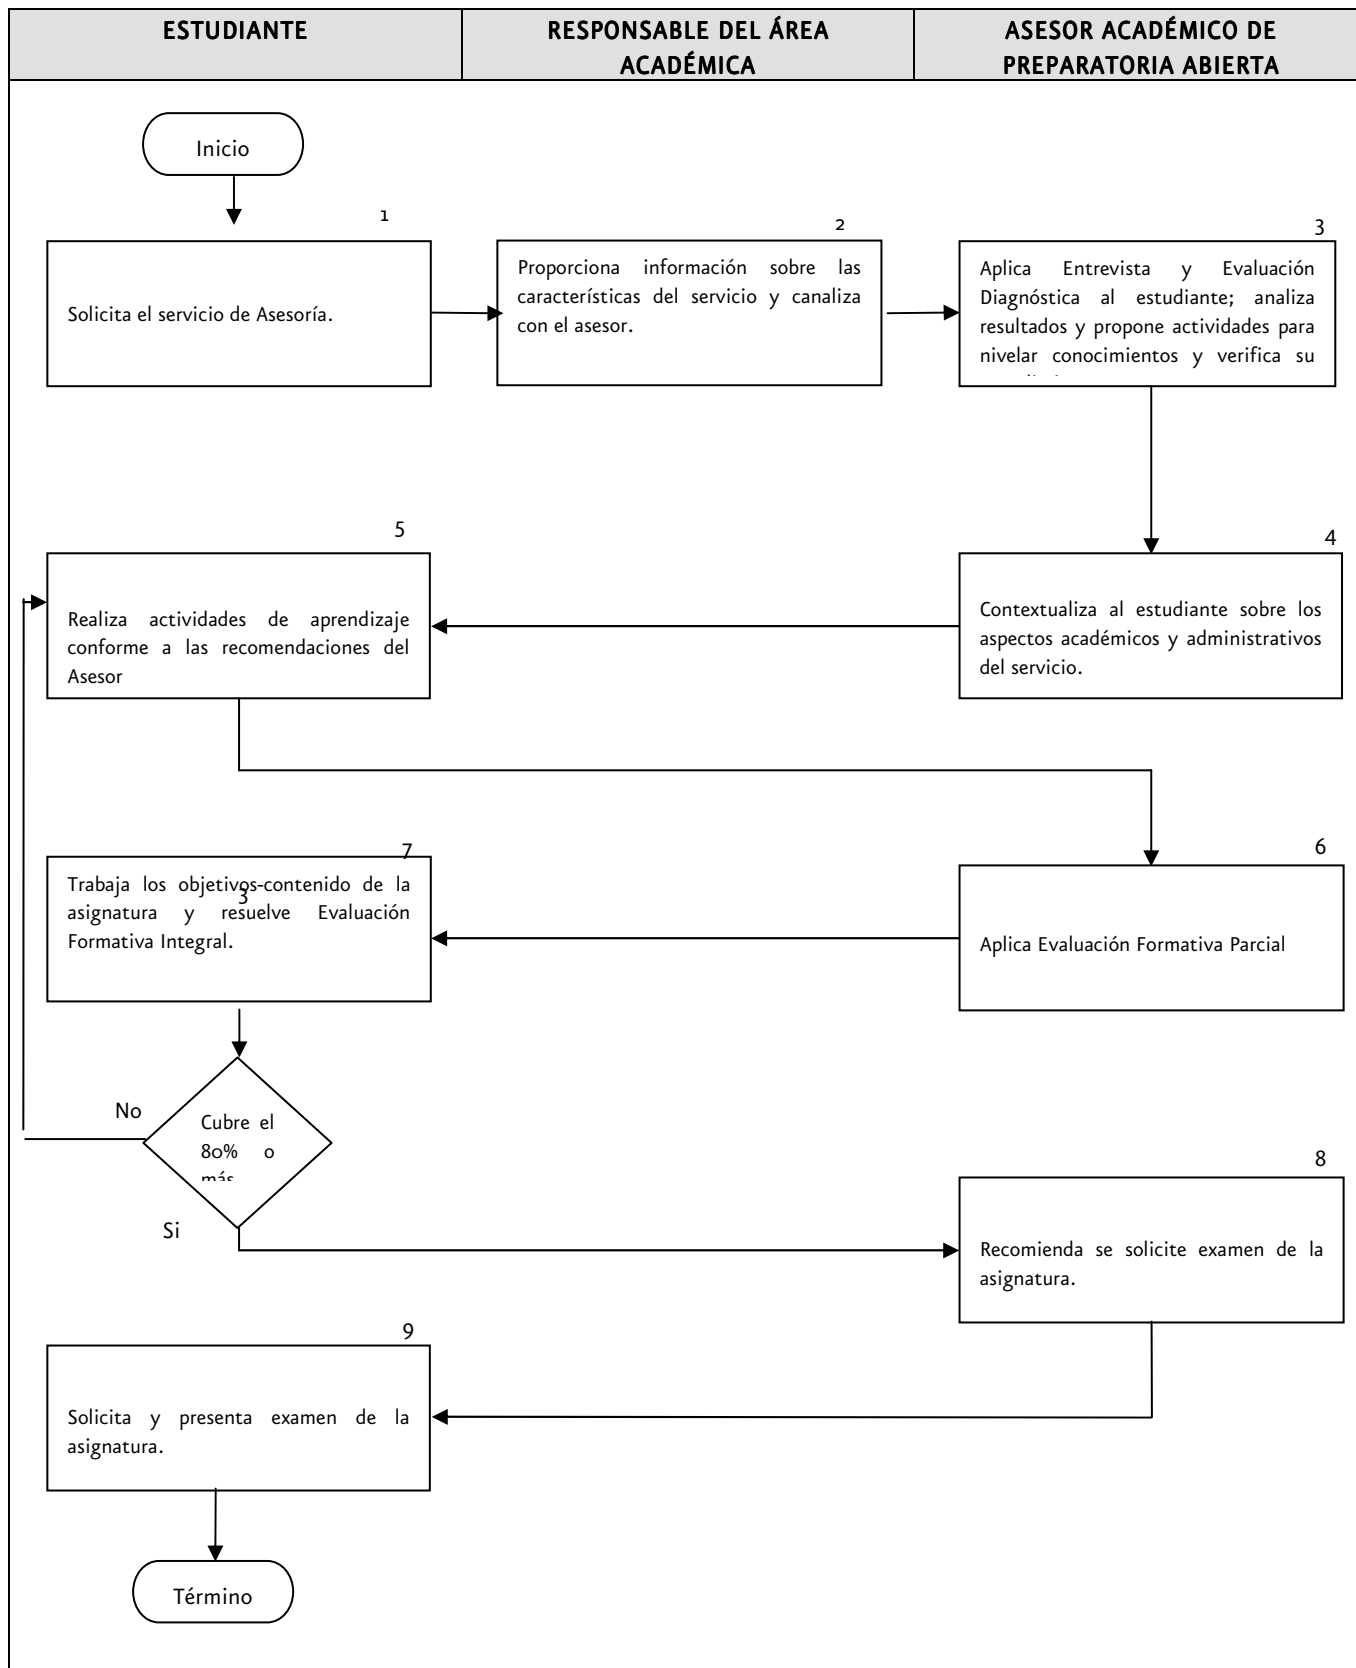 ESTUDIANTE
RESPONSABLE DEL ÁREA
ACADÉMICA
ASESOR ACADÉMICO DE
PREPARATORIA ABIERTA
Inicio
1
Solicita el servicio de Asesoría.
2
Proporciona información sobre las
características del servicio y canaliza
con el asesor.
3
Aplica Entrevista y Evaluación
Diagnóstica al estudiante; analiza
resultados y propone actividades para
nivelar conocimientos y verifica su
4
Contextualiza al estudiante sobre los
aspectos académicos y administrativos
del servicio.
5
Realiza actividades de aprendizaje
conforme a las recomendaciones del
Asesor
6
Aplica Evaluación Formativa Parcial
7
Trabaja los objetivos-contenido de la
3
asignatura y resuelve Evaluación
Formativa Integral.
No
Cubre el
80% o
más
Si
8
Recomienda se solicite examen de la
asignatura.
9
Solicita y presenta examen de la
asignatura.
Término